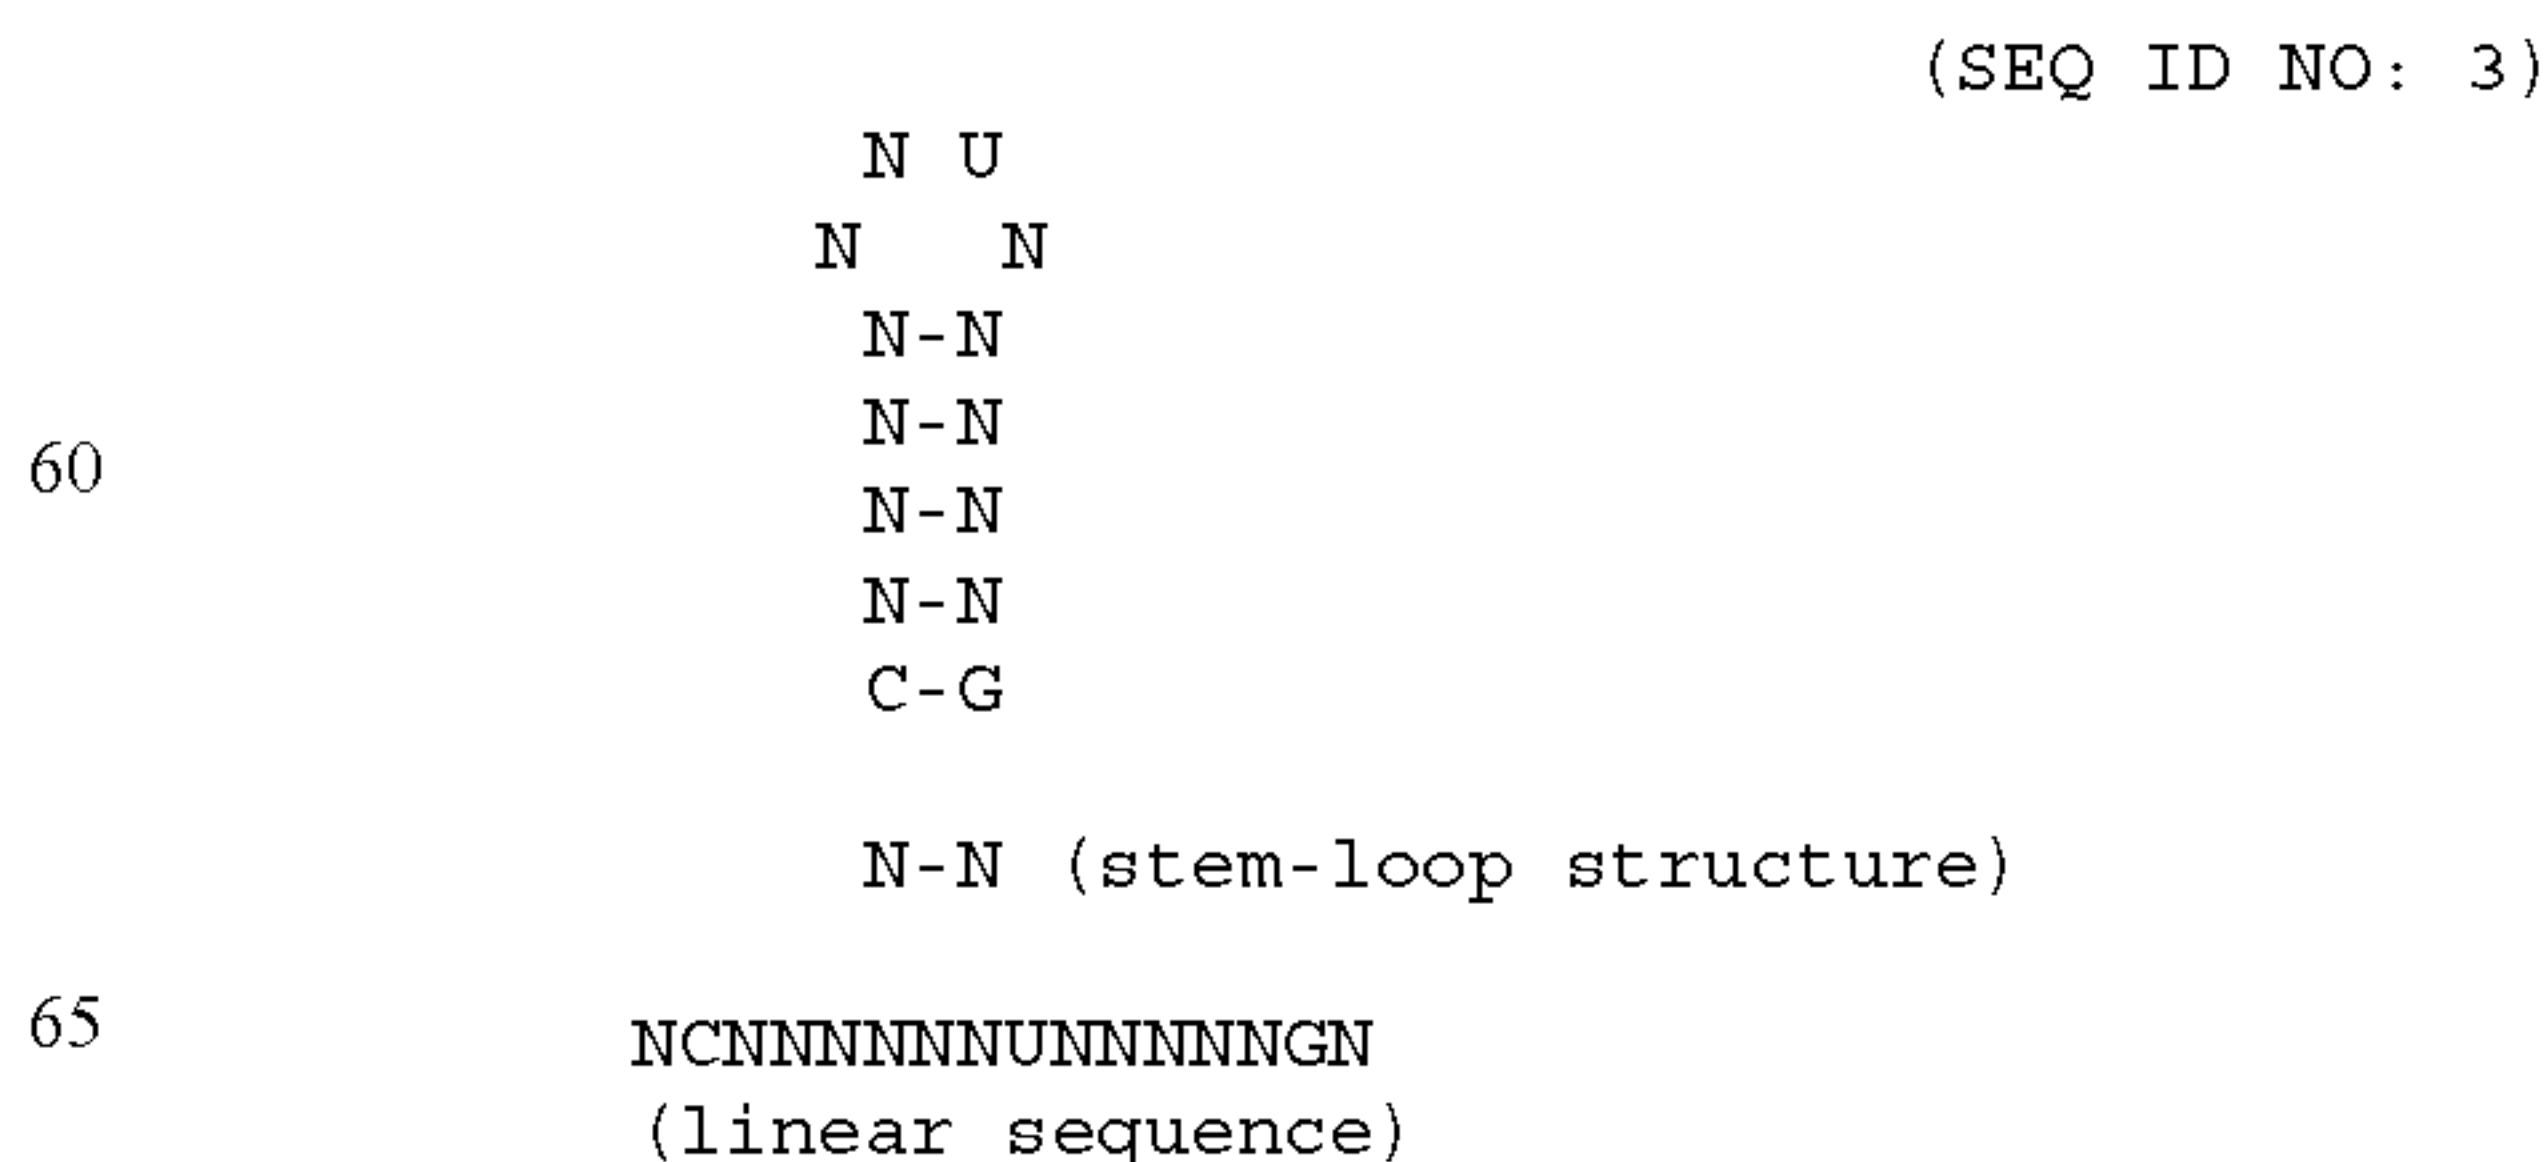 (SEQ ID NO: 3)
N U
N N
N-N
N-N
60
N-N
N-N
C-G
N-N (stem-loop structure)
65
NCNNNNNNUNNNNNGN
(linear sequence)